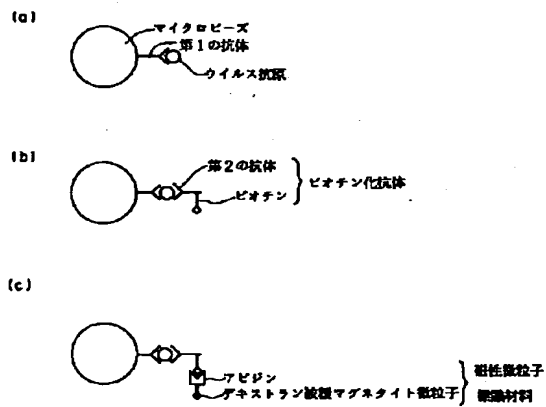 (a)
マイクロビーズ
第1の抗体
ウイルス抗原
(b)
第2の抗体
ビオチン
ビオチン化抗体
(c)
アビジン
デキストラン被覆マグネタイト微粒子
磁性微粒子
標識材料